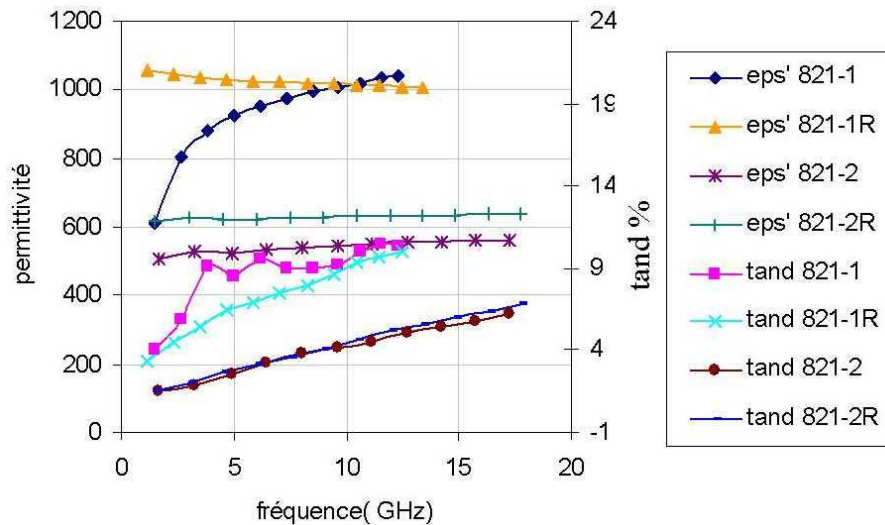 1200
1000
800
600
400
200
0
permittivité
0
5
10
15
20
fréquence( GHz)
24
19
14
9
4
-1
tand %
eps' 821-1
eps' 821-1R
eps' 821-2
eps' 821-2R
tand 821-1
tand 821-1R
tand 821-2
tand 821-2R